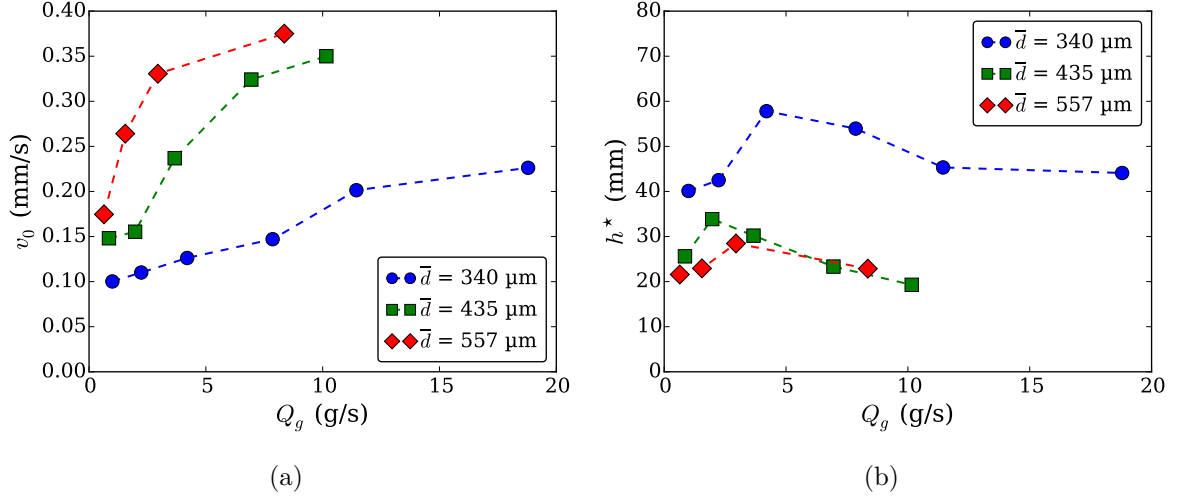 0.40
0.35
0.30
0.25
0.20
0.15
0.10
0.05
0.00
v₀ (mm/s)
0 5 10 15 20
Q_g (g/s)
d̅ = 340 μm
d̅ = 435 μm
d̅ = 557 μm
(a)
80
70
60
50
40
30
20
10
0
h⋆ (mm)
0 5 10 15 20
Q_g (g/s)
d̅ = 340 μm
d̅ = 435 μm
d̅ = 557 μm
(b)